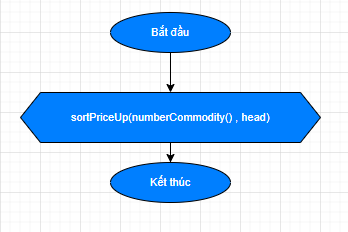 Bắt đầu
sortPriceUp(numberCommodity() , head)
Kết thúc